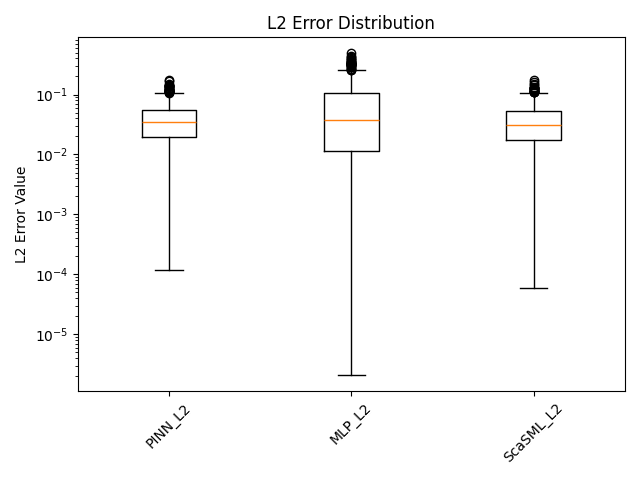 L2 Error Distribution
L2 Error Value
10⁻¹
10⁻²
10⁻³
10⁻⁴
10⁻⁵
PINN_L2
MLP_L2
ScaSML_L2